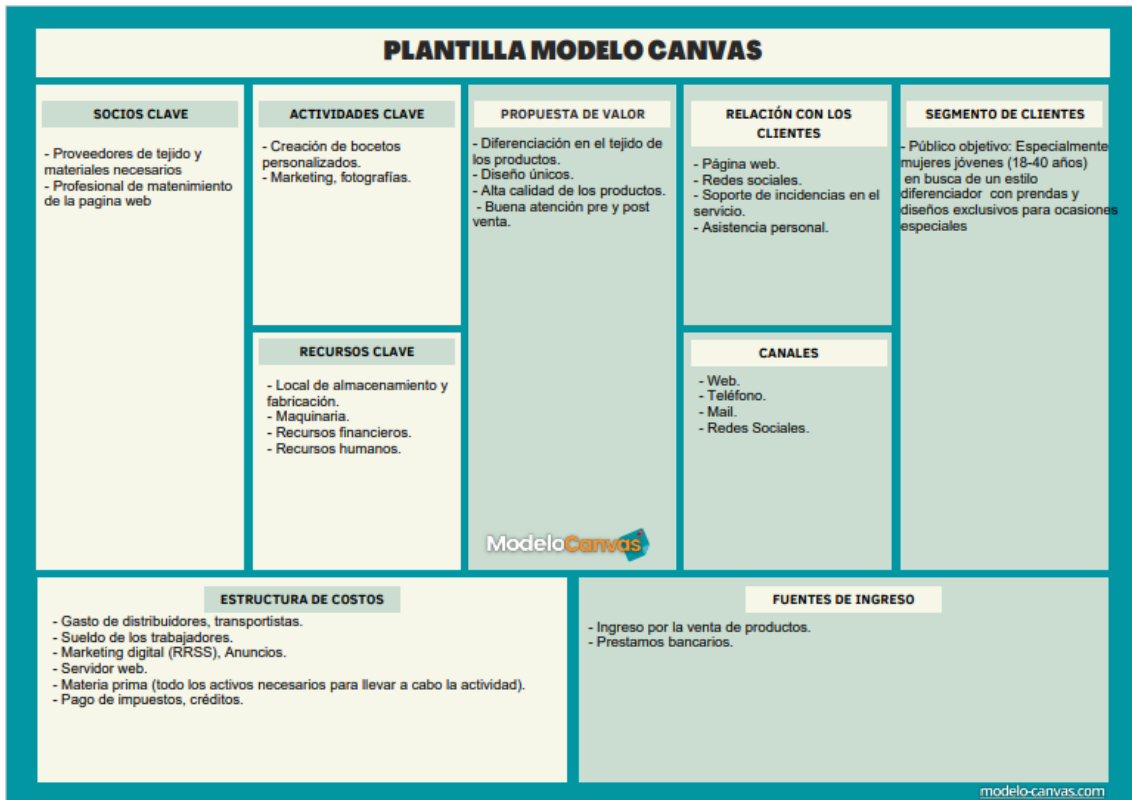 PLANTILLA MODELO CANVAS
SOCIOS CLAVE
- Proveedores de tejido y
materiales necesarios
- Profesional de matenimiento
de la pagina web
ACTIVIDADES CLAVE
- Creación de bocetos
personalizados.
- Marketing, fotografías.
RECURSOS CLAVE
- Local de almacenamiento y
fabricación.
- Maquinaria.
- Recursos financieros.
- Recursos humanos.
PROPUESTA DE VALOR
- Diferenciación en el tejido de
los productos.
- Diseño únicos.
- Alta calidad de los productos.
- Buena atención pre y post
venta.
ModeloCanvas
RELACIÓN CON LOS
CLIENTES
- Página web.
- Redes sociales.
- Soporte de incidencias en el
servicio.
- Asistencia personal.
CANALES
- Web.
- Teléfono.
- Mail.
- Redes Sociales.
SEGMENTO DE CLIENTES
- Público objetivo: Especialmente
mujeres jóvenes (18-40 años)
en busca de un estilo
diferenciador con prendas y
diseños exclusivos para ocasiones
especiales
ESTRUCTURA DE COSTOS
- Gasto de distribuidores, transportistas.
- Sueldo de los trabajadores.
- Marketing digital (RRSS), Anuncios.
- Servidor web.
- Materia prima (todo los activos necesarios para llevar a cabo la actividad).
- Pago de impuestos, créditos.
FUENTES DE INGRESO
- Ingreso por la venta de productos.
- Prestamos bancarios.
modelo-canvas.com